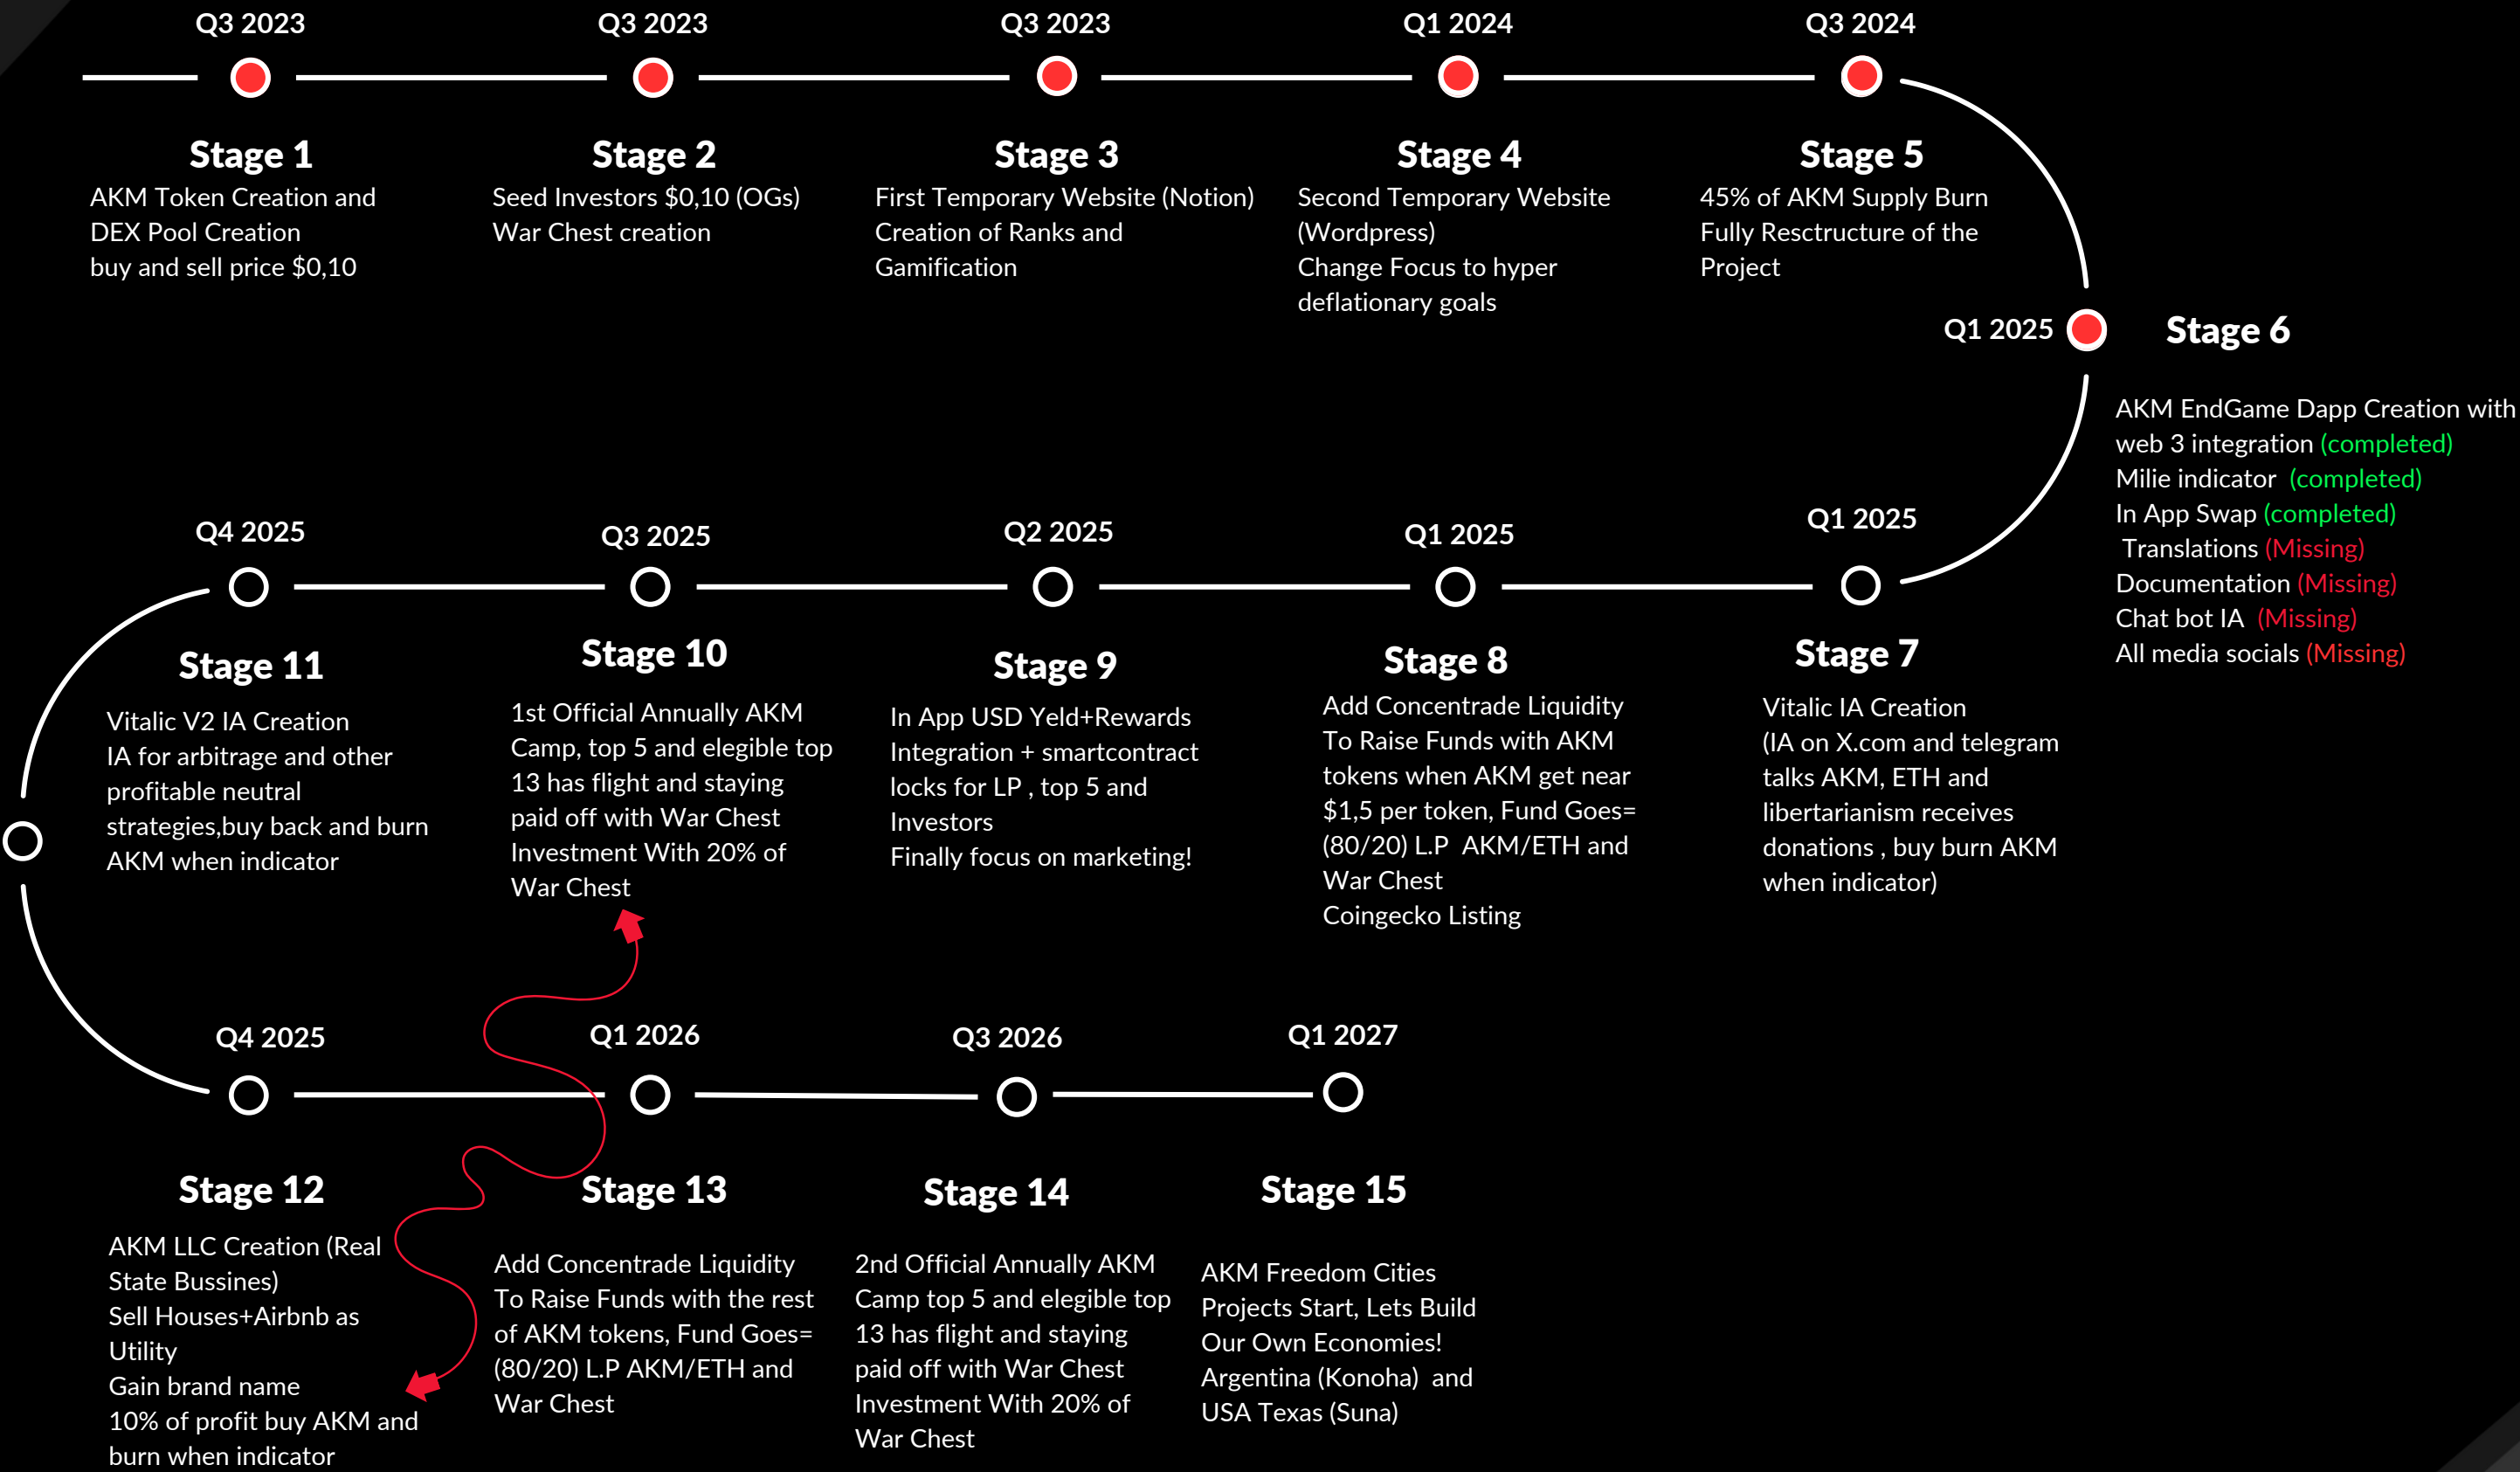 Q3 2023
Stage 1
AKM Token Creation and
DEX Pool Creation
buy and sell price $0,10
Q3 2023
Stage 2
Seed Investors $0,10 (OGs)
War Chest creation
Q3 2023
Stage 3
First Temporary Website (Notion)
Creation of Ranks and
Gamification
Q1 2024
Stage 4
Second Temporary Website
(Wordpress)
Change Focus to hyper
deflationary goals
Q3 2024
Stage 5
45% of AKM Supply Burn
Fully Resctructure of the
Project
Q1 2025
Stage 6
AKM EndGame Dapp Creation with
web 3 integration (completed)
Milie indicator (completed)
In App Swap (completed)
Translations (Missing)
Documentation (Missing)
Chat bot IA (Missing)
All media socials (Missing)
Q1 2025
Stage 7
Vitalic IA Creation
(IA on X.com and telegram
talks AKM, ETH and
libertarianism receives
donations , buy burn AKM
when indicator)
Q1 2025
Stage 8
Add Concentrade Liquidity
To Raise Funds with AKM
tokens when AKM get near
$1,5 per token, Fund Goes=
(80/20) L.P AKM/ETH and
War Chest
Coingecko Listing
Q2 2025
Stage 9
In App USD Yeld+Rewards
Integration + smartcontract
locks for LP , top 5 and
Investors
Finally focus on marketing!
Q3 2025
Stage 10
1st Official Annually AKM
Camp, top 5 and elegible top
13 has flight and staying
paid off with War Chest
Investment With 20% of
War Chest
Q4 2025
Stage 11
Vitalic V2 IA Creation
IA for arbitrage and other
profitable neutral
strategies,buy back and burn
AKM when indicator
Q4 2025
Stage 12
AKM LLC Creation (Real
State Bussines)
Sell Houses+Airbnb as
Utility
Gain brand name
10% of profit buy AKM and
burn when indicator
Q1 2026
Stage 13
Add Concentrade Liquidity
To Raise Funds with the rest
of AKM tokens, Fund Goes=
(80/20) L.P AKM/ETH and
War Chest
Q3 2026
Stage 14
2nd Official Annually AKM
Camp top 5 and elegible top
13 has flight and staying
paid off with War Chest
Investment With 20% of
War Chest
Q1 2027
Stage 15
AKM Freedom Cities
Projects Start, Lets Build
Our Own Economies!
Argentina (Konoha) and
USA Texas (Suna)